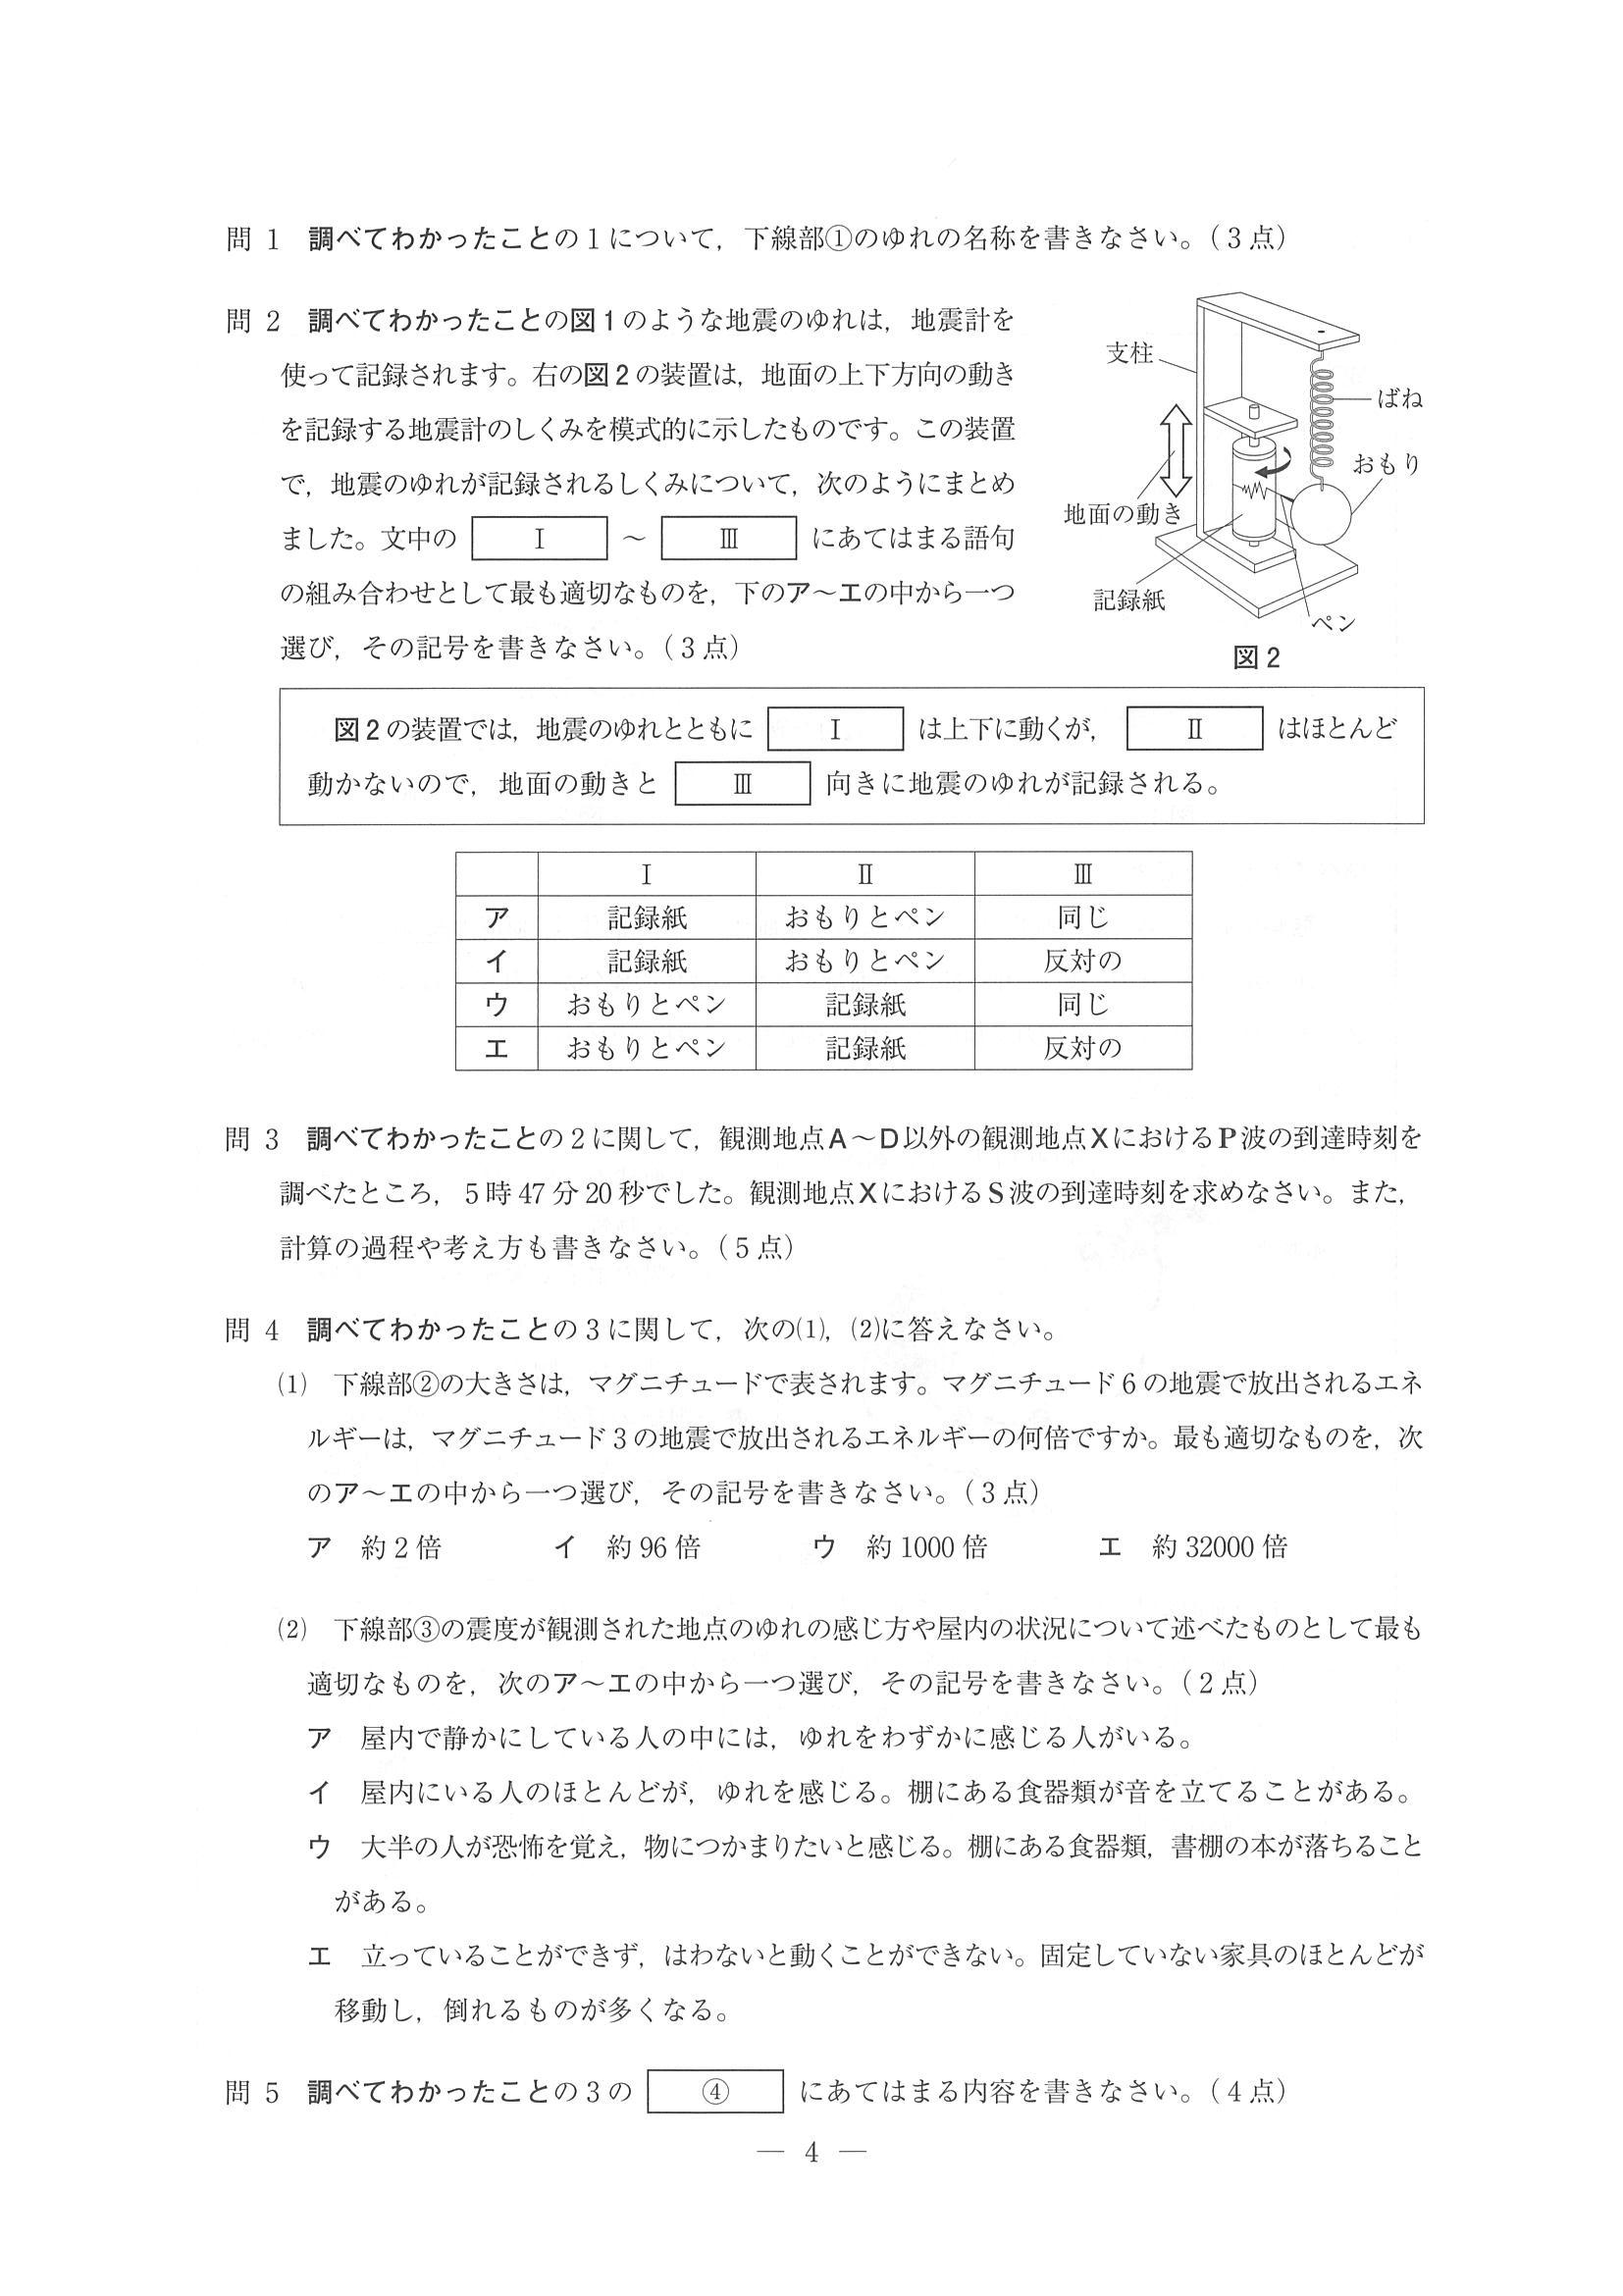 問 1　調べてわかったことの1について，下線部①のゆれの名称を書きなさい。（3点）
問 2　調べてわかったことの図1のような地震のゆれは，地震計を
使って記録されます。右の図2の装置は，地面の上下方向の動き
を記録する地震計のしくみを模式的に示したものです。この装置
で，地震のゆれが記録されるしくみについて，次のようにまとめ
ました。文中の Ⅰ ～ Ⅲ にあてはまる語句
の組み合わせとして最も適切なものを，下のア～エの中から一つ
選び，その記号を書きなさい。（3点）
支柱
ばね
おもり
地面の動き
記録紙
ペン
図2
図2の装置では，地震のゆれとともに Ⅰ は上下に動くが， Ⅱ はほとんど
動かないので，地面の動きと Ⅲ 向きに地震のゆれが記録される。
Ⅰ　Ⅱ　Ⅲ
ア　記録紙　おもりとペン　同じ
イ　記録紙　おもりとペン　反対の
ウ　おもりとペン　記録紙　同じ
エ　おもりとペン　記録紙　反対の
問 3　調べてわかったことの2に関して，観測地点A～D以外の観測地点XにおけるP波の到達時刻を
調べたところ，5時47分20秒でした。観測地点XにおけるS波の到達時刻を求めなさい。また，
計算の過程や考え方も書きなさい。（5点）
問 4　調べてわかったことの3に関して，次の(1)，(2)に答えなさい。
(1)　下線部②の大きさは，マグニチュードで表されます。マグニチュード6の地震で放出されるエネ
ルギーは，マグニチュード3の地震で放出されるエネルギーの何倍ですか。最も適切なものを，次
のア～エの中から一つ選び，その記号を書きなさい。（3点）
ア　約2倍　イ　約96倍　ウ　約1000倍　エ　約32000倍
(2)　下線部③の震度が観測された地点のゆれの感じ方や屋内の状況について述べたものとして最も
適切なものを，次のア～エの中から一つ選び，その記号を書きなさい。（2点）
ア　屋内で静かにしている人の中には，ゆれをわずかに感じる人がいる。
イ　屋内にいる人のほとんどが，ゆれを感じる。棚にある食器類が音を立てることがある。
ウ　大半の人が恐怖を覚え，物につかまりたいと感じる。棚にある食器類，書棚の本が落ちること
がある。
エ　立っていることができず，はわないと動くことができない。固定していない家具のほとんどが
移動し，倒れるものが多くなる。
問 5　調べてわかったことの3の ④ にあてはまる内容を書きなさい。（4点）
— 4 —